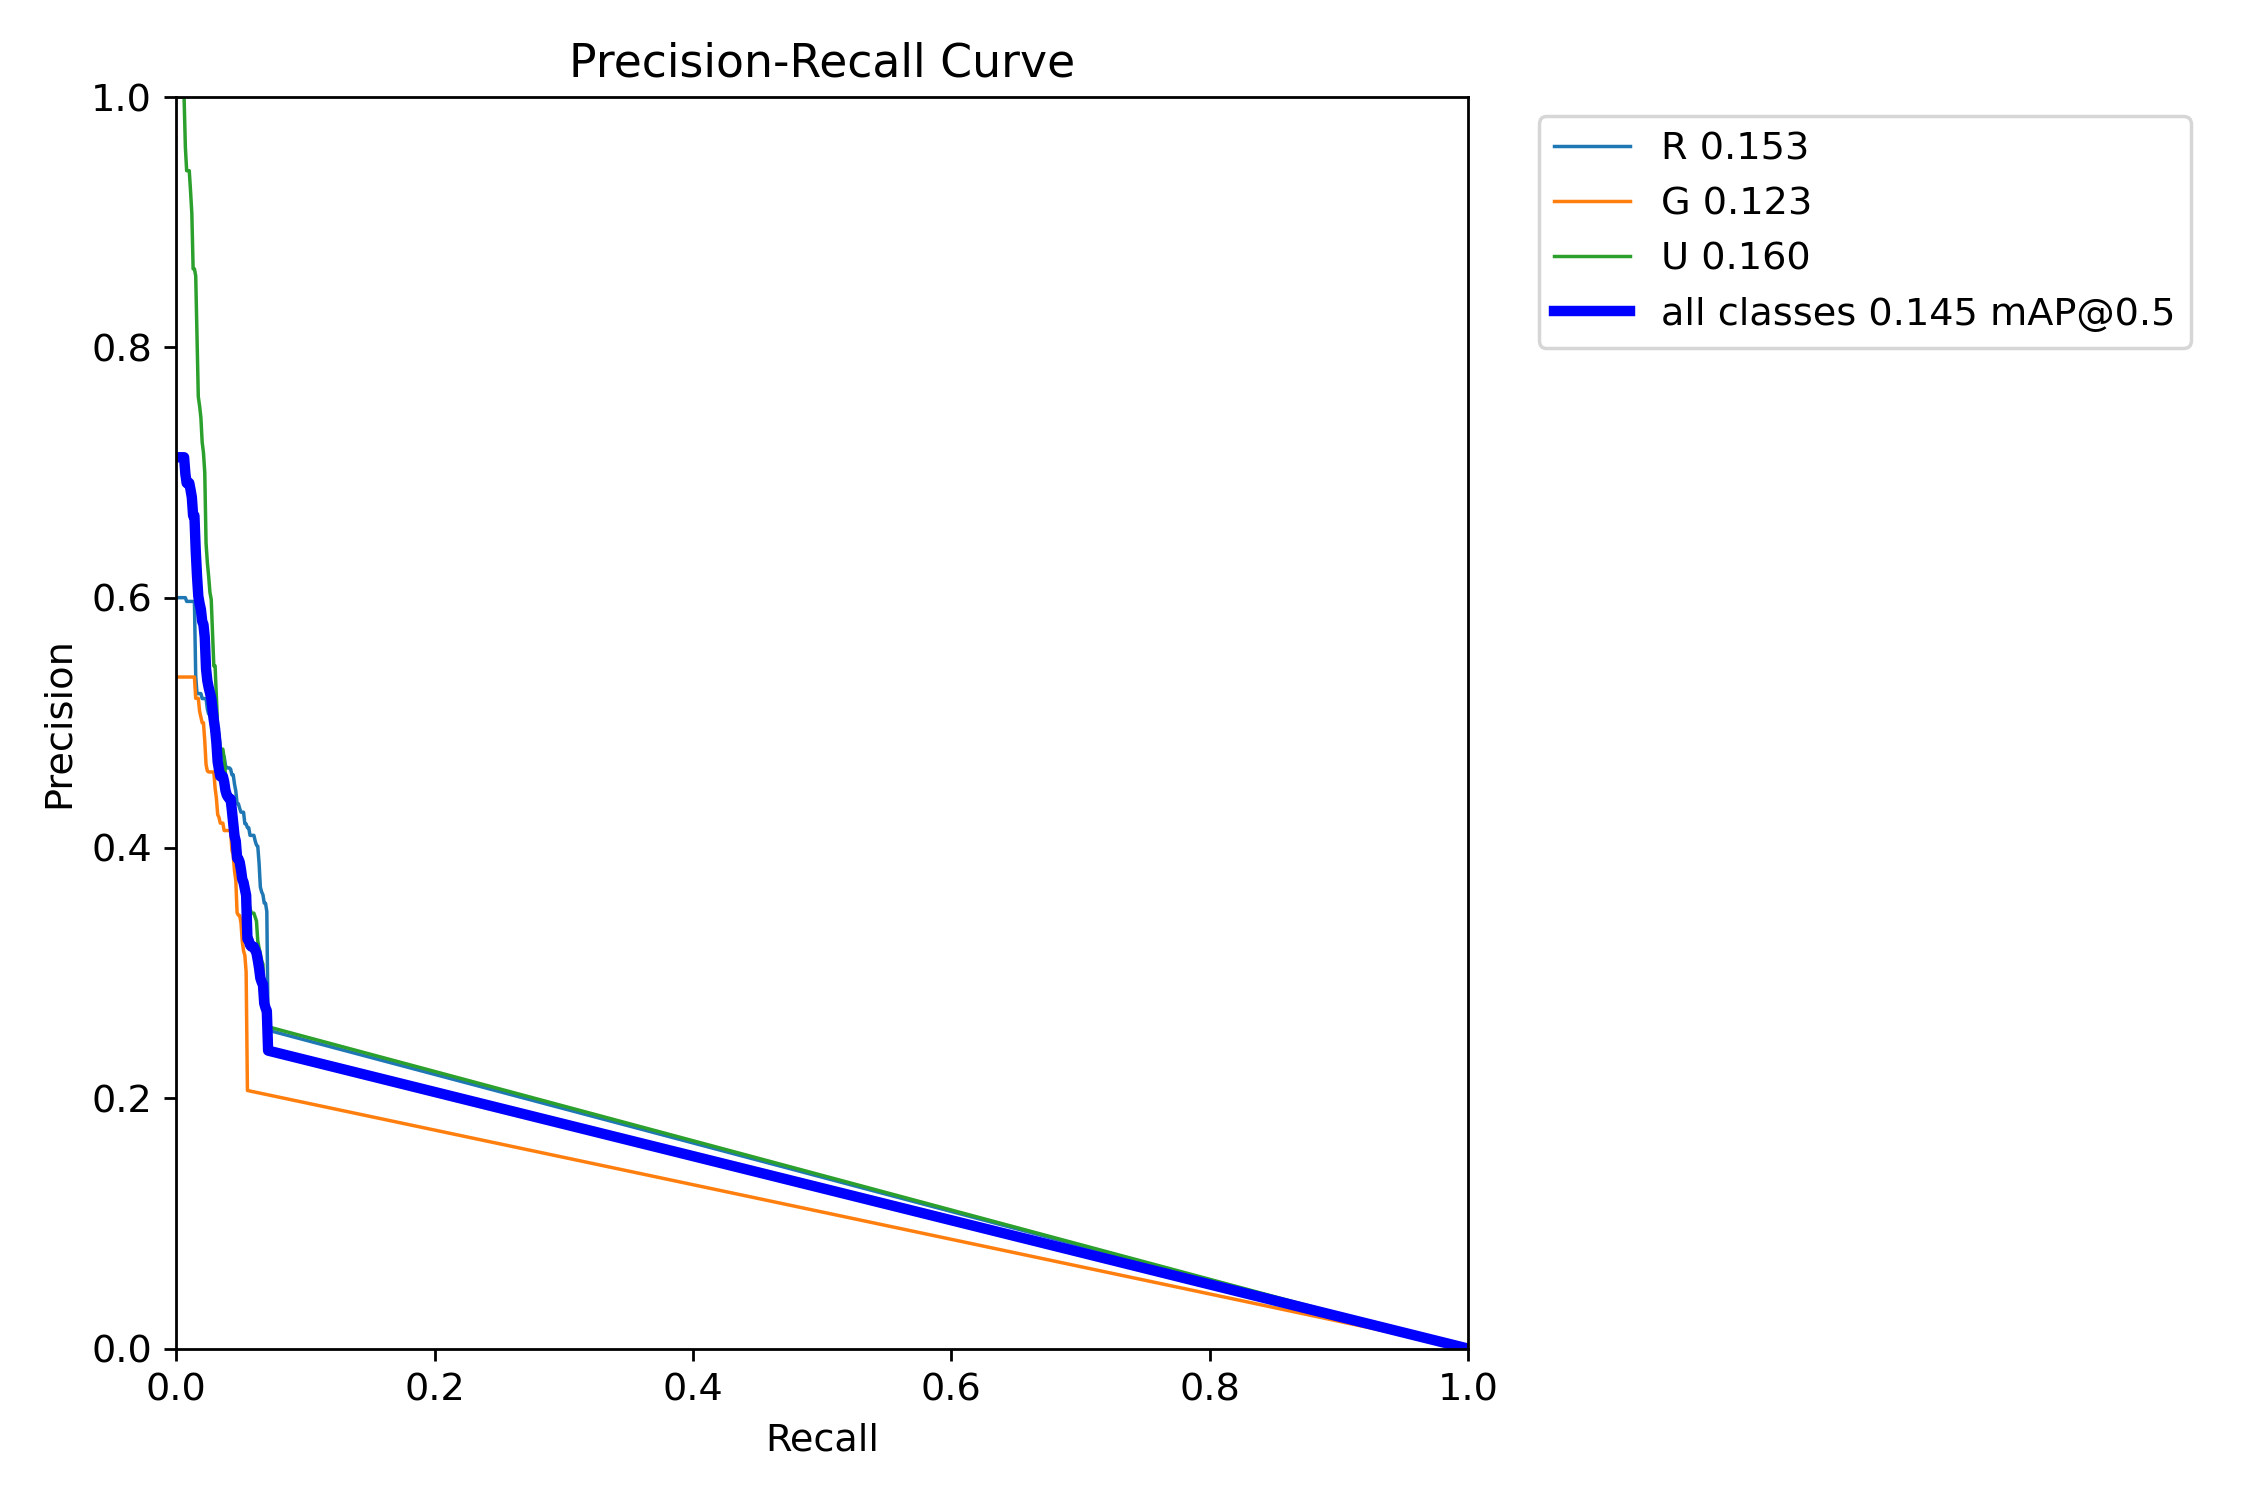 Precision-Recall Curve
1.0
0.8
0.6
0.4
0.2
0.0
Precision
0.0 0.2 0.4 0.6 0.8 1.0
Recall
R 0.153
G 0.123
U 0.160
all classes 0.145 mAP@0.5